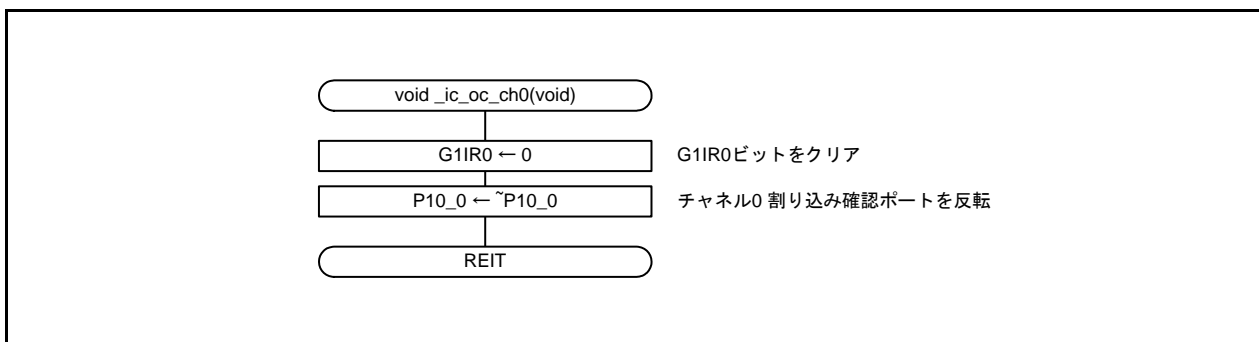 void _ic_oc_ch0(void)
G1IR0 ← 0
G1IR0ビットをクリア
P10_0 ← ~P10_0
チャネル0 割り込み確認ポートを反転
REIT